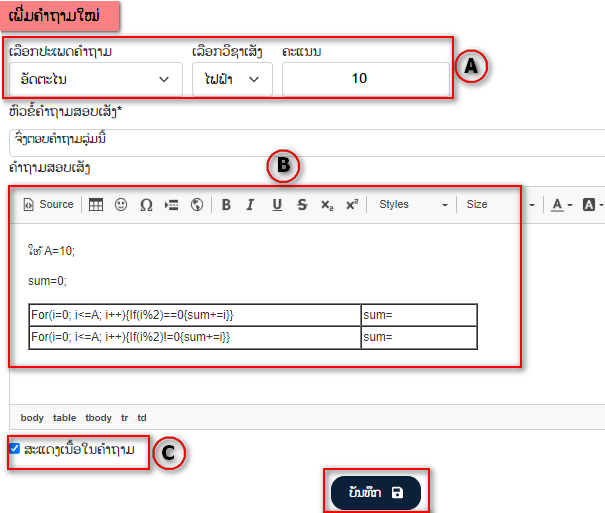 ເພີ່ມຄຳຖາມໃໝ່
ເລືອກປະເພດຄຳຖາມ ເລືອກວິຊາເສັງ ຄະແນນ
ອັດຕະໄນ ໄຟຟ້າ 10 A
ຫົວຂໍ້ຄຳຖາມສອບເສັງ*
ຈົ່ງຕອບຄຳຖາມລຸ່ມນີ້
ຄຳຖາມສອບເສັງ B
Source B I U S x₂ x² Styles Size A A
ໃຫ້ A=10;
sum=0;
For(i=0; i<=A; i++){If(i%2)==0{sum+=i}} sum=
For(i=0; i<=A; i++){If(i%2)!=0{sum+=i}} sum=
body table tbody tr td
ສະແດງເນື້ອໃນຄຳຖາມ C
ບັນທຶກ